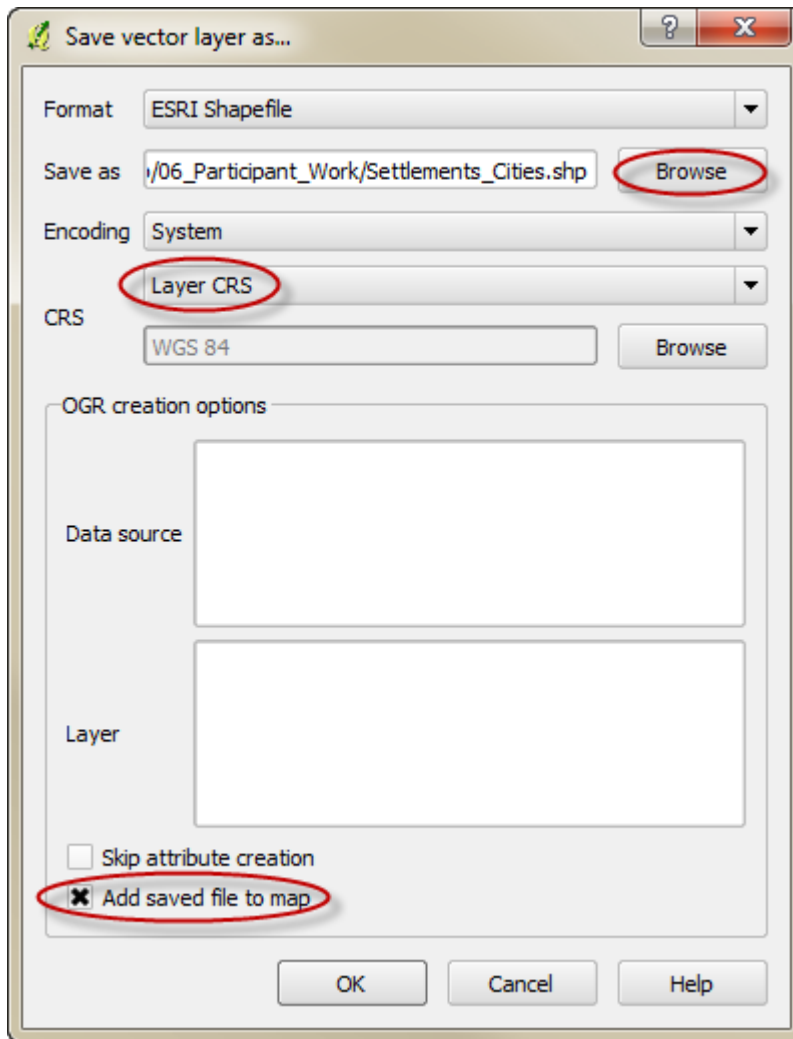 Save vector layer as...
?
Format ESRI Shapefile
Save as /06_Participant_Work/Settlements_Cities.shp Browse
Encoding System
Layer CRS
CRS
WGS 84 Browse
OGR creation options
Data source
Layer
Skip attribute creation
Add saved file to map
OK Cancel Help